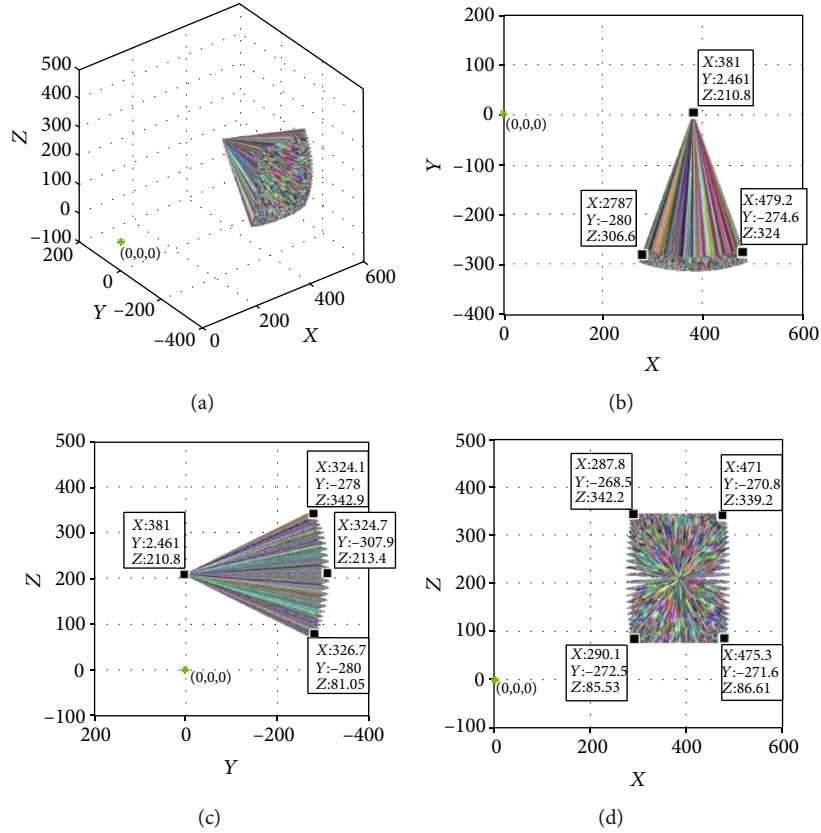 500
400
300
200
100
0
−100
Z
200
0
−200
−400
Y
0
200
400
600
X
(0,0,0)
(a)
200
100
0
−100
−200
−300
−400
Y
0
200
400
600
X
(0,0,0)
X:381
Y:2.461
Z:210.8
X:2787
Y:−280
Z:306.6
X:479.2
Y:−274.6
Z:324
(b)
500
400
300
200
100
0
−100
Z
200
0
−200
−400
Y
(0,0,0)
X:381
Y:2.461
Z:210.8
X:324.1
Y:−278
Z:342.9
X:324.7
Y:−307.9
Z:213.4
X:326.7
Y:−280
Z:81.05
(c)
500
400
300
200
100
0
−100
Z
0
200
400
600
X
(0,0,0)
X:287.8
Y:−268.5
Z:342.2
X:471
Y:−270.8
Z:339.2
X:290.1
Y:−272.5
Z:85.53
X:475.3
Y:−271.6
Z:86.61
(d)